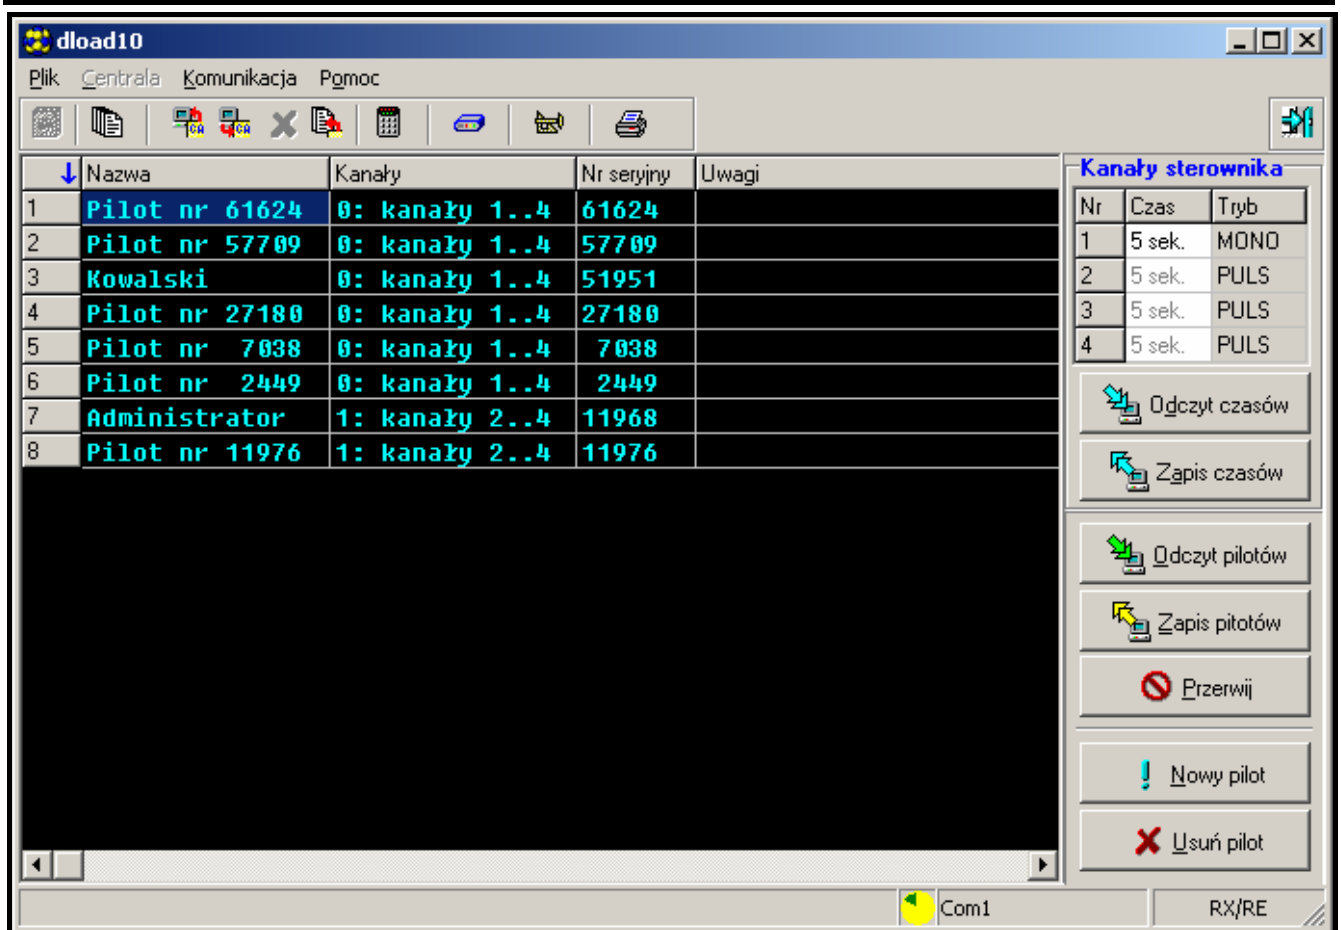 dload10
Plik Centrala Komunikacja Pomoc
Nazwa Kanały Nr seryjny Uwagi
1 Pilot nr 61624 0: kanały 1..4 61624
2 Pilot nr 57709 0: kanały 1..4 57709
3 Kowalski 0: kanały 1..4 51951
4 Pilot nr 27180 0: kanały 1..4 27180
5 Pilot nr 7038 0: kanały 1..4 7038
6 Pilot nr 2449 0: kanały 1..4 2449
7 Administrator 1: kanały 2..4 11968
8 Pilot nr 11976 1: kanały 2..4 11976
Kanały sterownika
Nr Czas Tryb
1 5 sek. MONO
2 5 sek. PULS
3 5 sek. PULS
4 5 sek. PULS
Odczyt czasów
Zapis czasów
Odczyt pilotów
Zapis pitotów
Przerwij
Nowy pilot
Usuń pilot
Com1 RX/RE